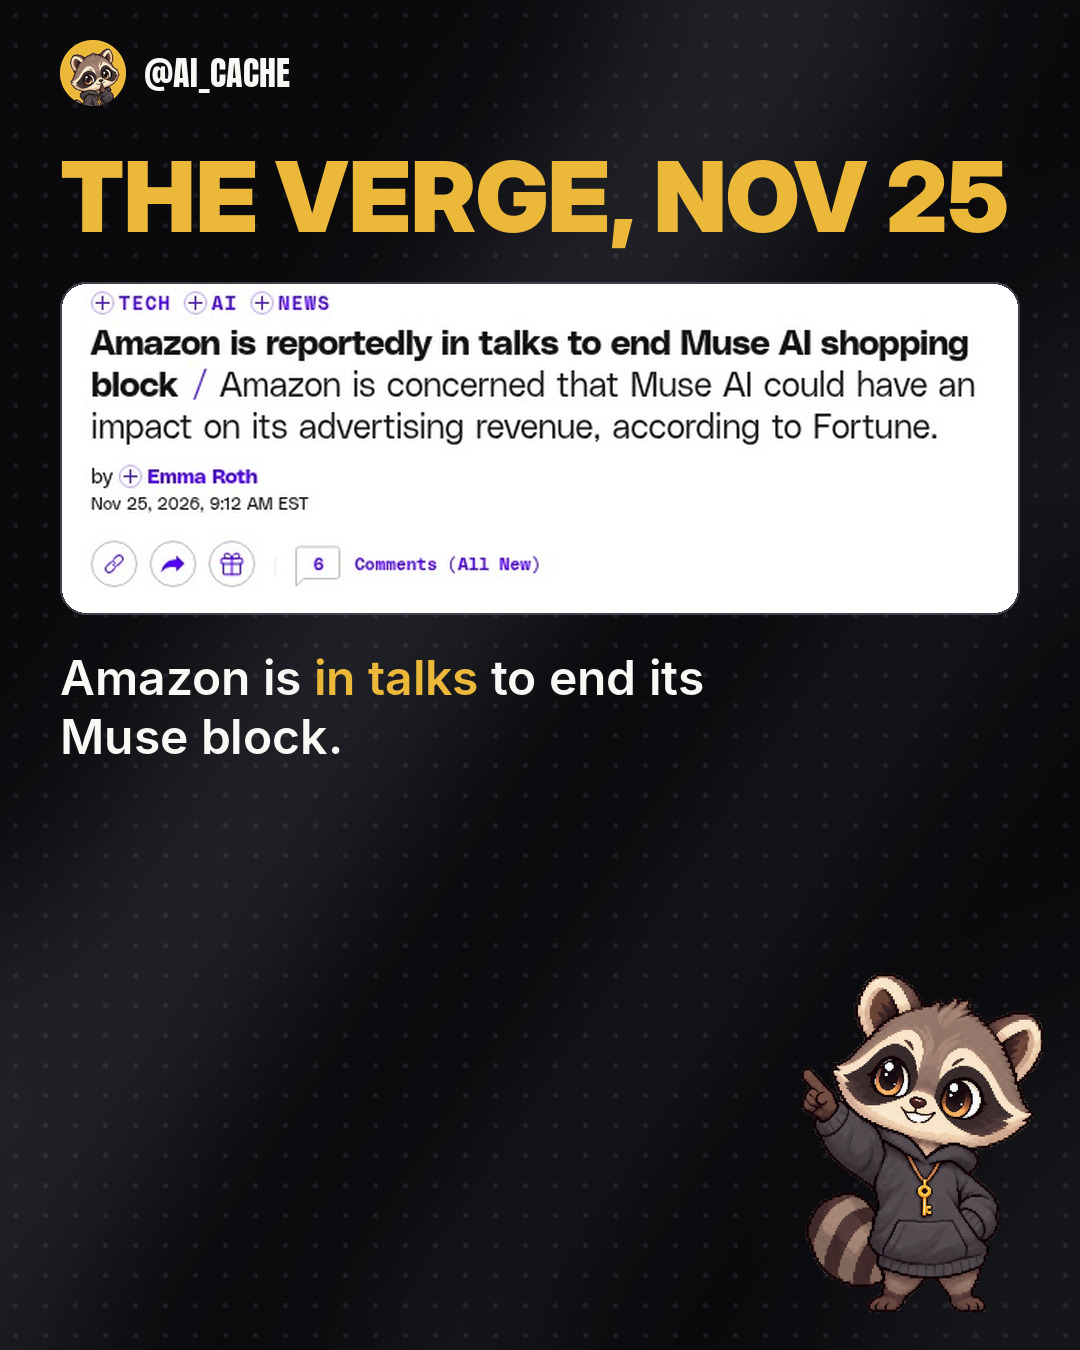 @AI_CACHE
THE VERGE, NOV 25
TECH AI NEWS
Amazon is reportedly in talks to end Muse AI shopping
block / Amazon is concerned that Muse AI could have an
impact on its advertising revenue, according to Fortune.
by Emma Roth
Nov 25, 2026, 9:12 AM EST
6 Comments (All New)
Amazon is in talks to end its
Muse block.